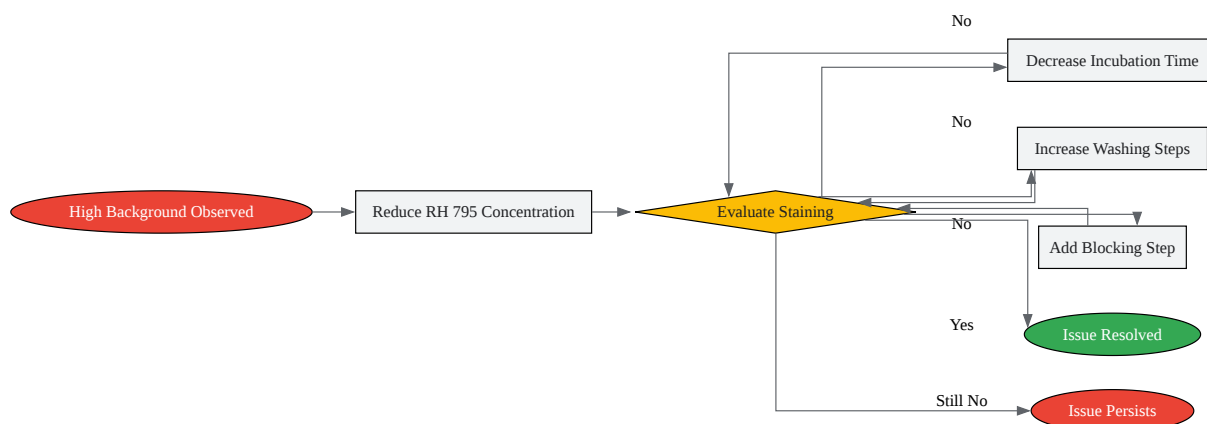 No
Decrease Incubation Time
No
Increase Washing Steps
High Background Observed
Reduce RH 795 Concentration
Evaluate Staining
No
Add Blocking Step
Yes
Issue Resolved
Still No
Issue Persists